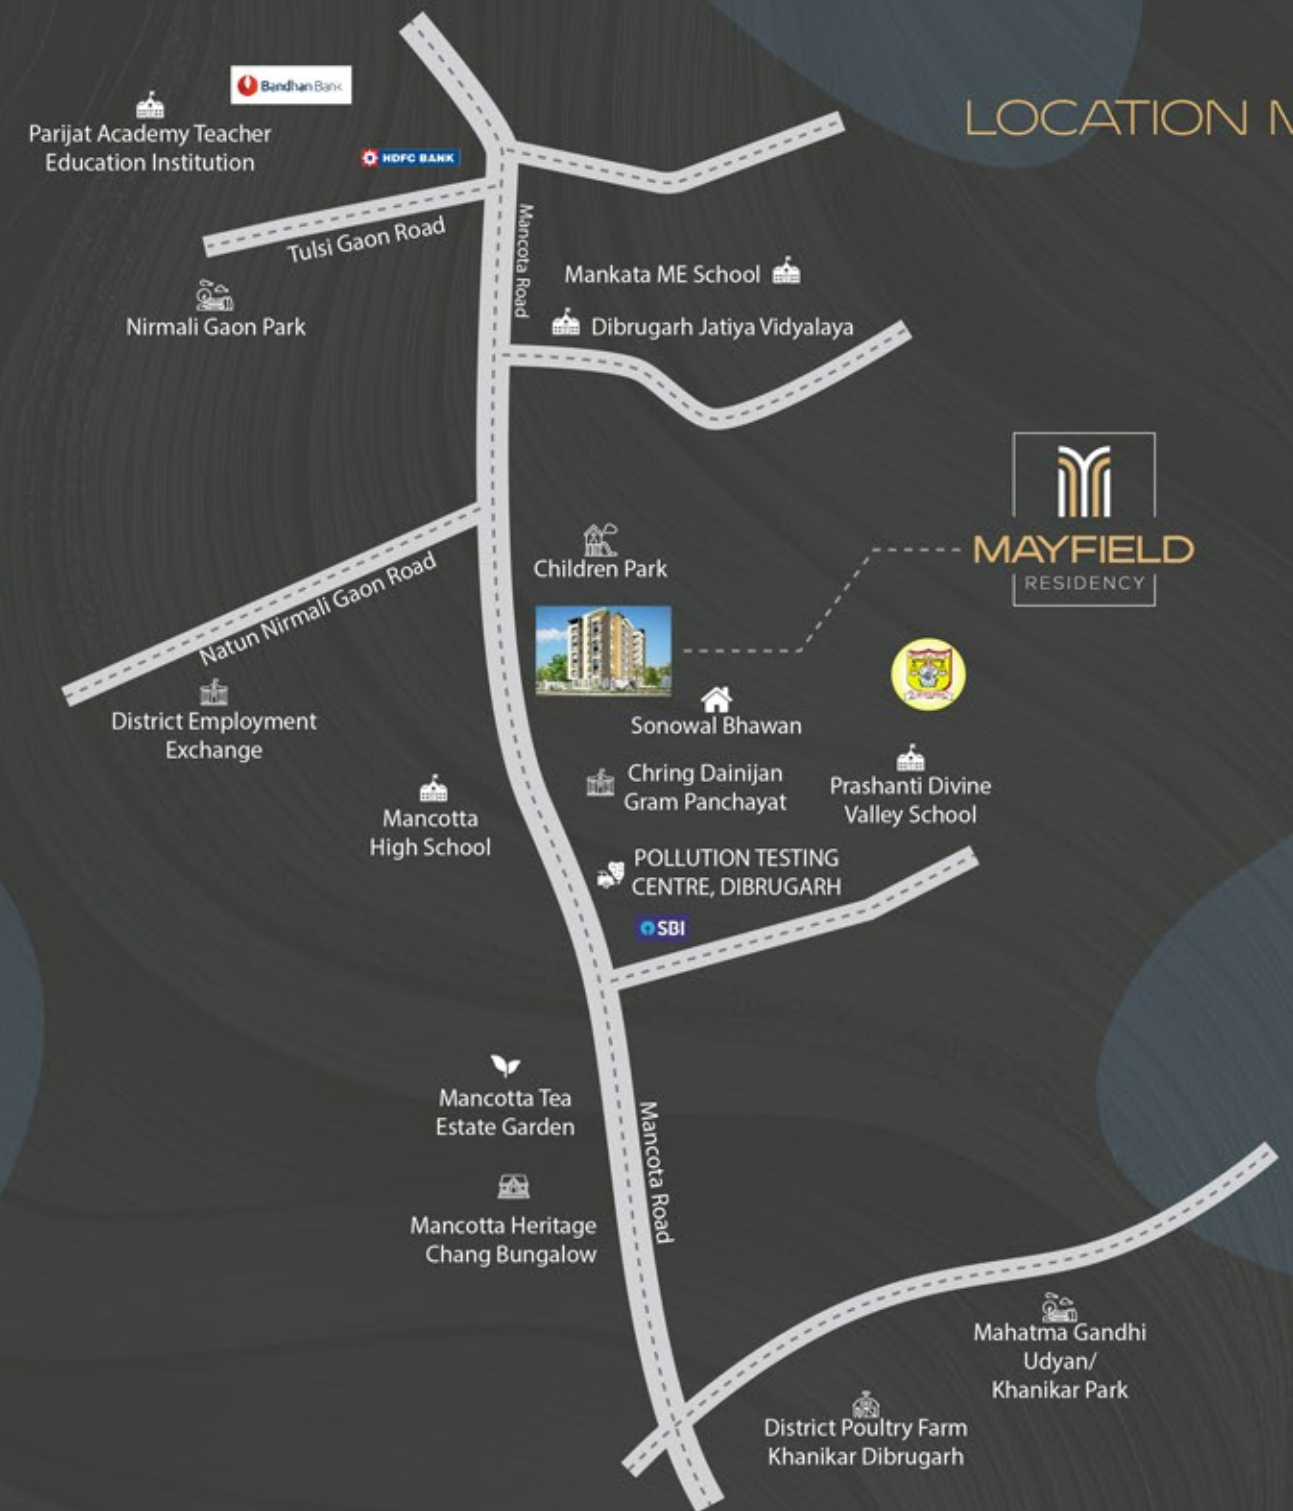 LOCATION M
Bandhan Bank
Parijat Academy Teacher
Education Institution
HDFC BANK
Tulsi Gaon Road
Mancota Road
Mankata ME School
Nirmali Gaon Park
Dibrugarh Jatiya Vidyalaya
MAYFIELD
RESIDENCY
Children Park
Natun Nirmali Gaon Road
District Employment
Exchange
Sonowal Bhawan
Chring Dainijan
Gram Panchayat
Prashanti Divine
Valley School
Mancotta
High School
POLLUTION TESTING
CENTRE, DIBRUGARH
SBI
Mancotta Tea
Estate Garden
Mancota Road
Mancotta Heritage
Chang Bungalow
Mahatma Gandhi
Udyan/
Khanikar Park
District Poultry Farm
Khanikar Dibrugarh